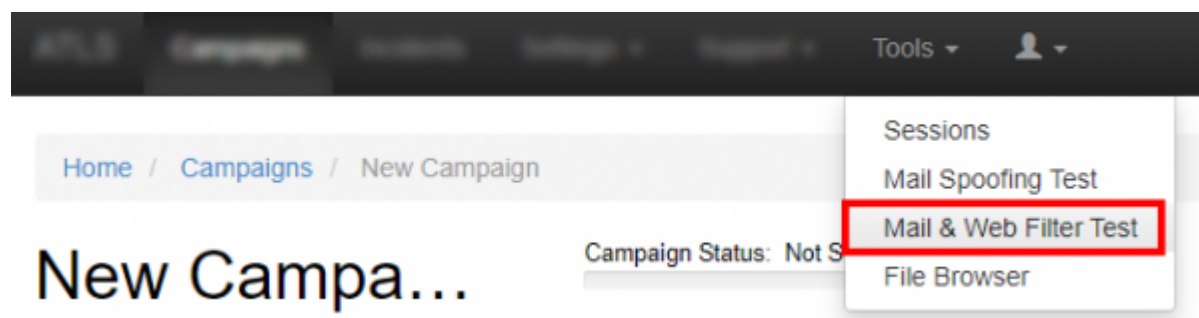 Tools
Sessions
Home / Campaigns / New Campaign
Mail Spoofing Test
Mail & Web Filter Test
New Campa...
Campaign Status: Not S
File Browser